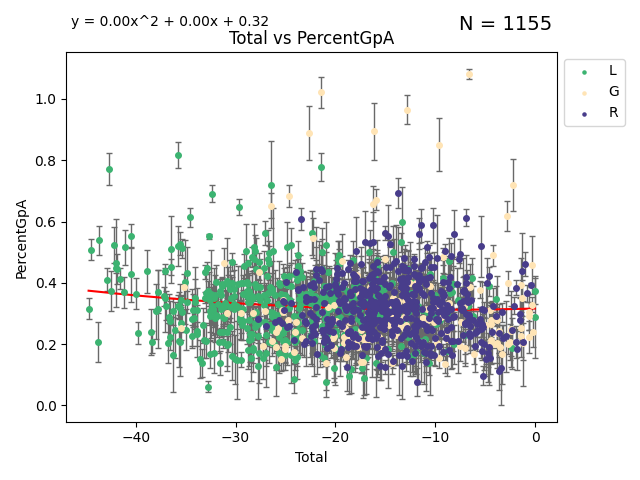 y = 0.00x^2 + 0.00x + 0.32
N = 1155
Total vs PercentGpA
L
G
R
PercentGpA
1.0
0.8
0.6
0.4
0.2
0.0
−40
−30
−20
−10
0
Total